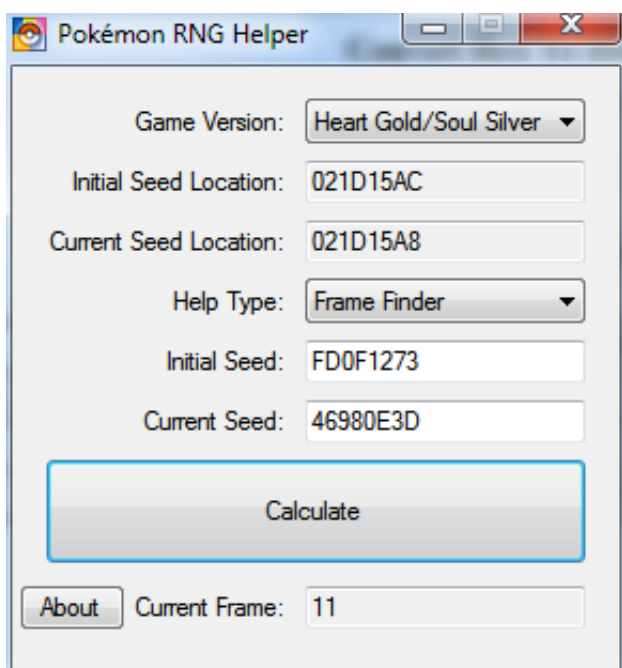 Pokémon RNG Helper
Game Version: Heart Gold/Soul Silver
Initial Seed Location: 021D15AC
Current Seed Location: 021D15A8
Help Type: Frame Finder
Initial Seed: FD0F1273
Current Seed: 46980E3D
Calculate
About Current Frame: 11